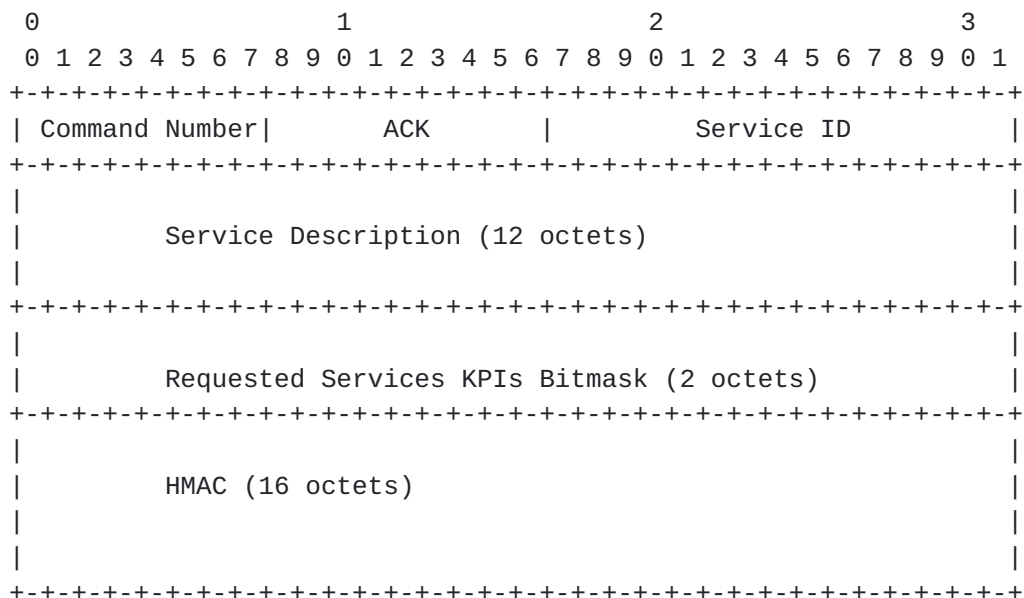 0                   1                   2                   3
0 1 2 3 4 5 6 7 8 9 0 1 2 3 4 5 6 7 8 9 0 1 2 3 4 5 6 7 8 9 0 1
+-+-+-+-+-+-+-+-+-+-+-+-+-+-+-+-+-+-+-+-+-+-+-+-+-+-+-+-+-+-+-+-+
| Command Number|       ACK       |         Service ID          |
+-+-+-+-+-+-+-+-+-+-+-+-+-+-+-+-+-+-+-+-+-+-+-+-+-+-+-+-+-+-+-+-+
|                                                               |
|         Service Description (12 octets)                       |
|                                                               |
+-+-+-+-+-+-+-+-+-+-+-+-+-+-+-+-+-+-+-+-+-+-+-+-+-+-+-+-+-+-+-+-+
|                                                               |
|         Requested Services KPIs Bitmask (2 octets)            |
+-+-+-+-+-+-+-+-+-+-+-+-+-+-+-+-+-+-+-+-+-+-+-+-+-+-+-+-+-+-+-+-+
|                                                               |
|         HMAC (16 octets)                                      |
|                                                               |
|                                                               |
+-+-+-+-+-+-+-+-+-+-+-+-+-+-+-+-+-+-+-+-+-+-+-+-+-+-+-+-+-+-+-+-+